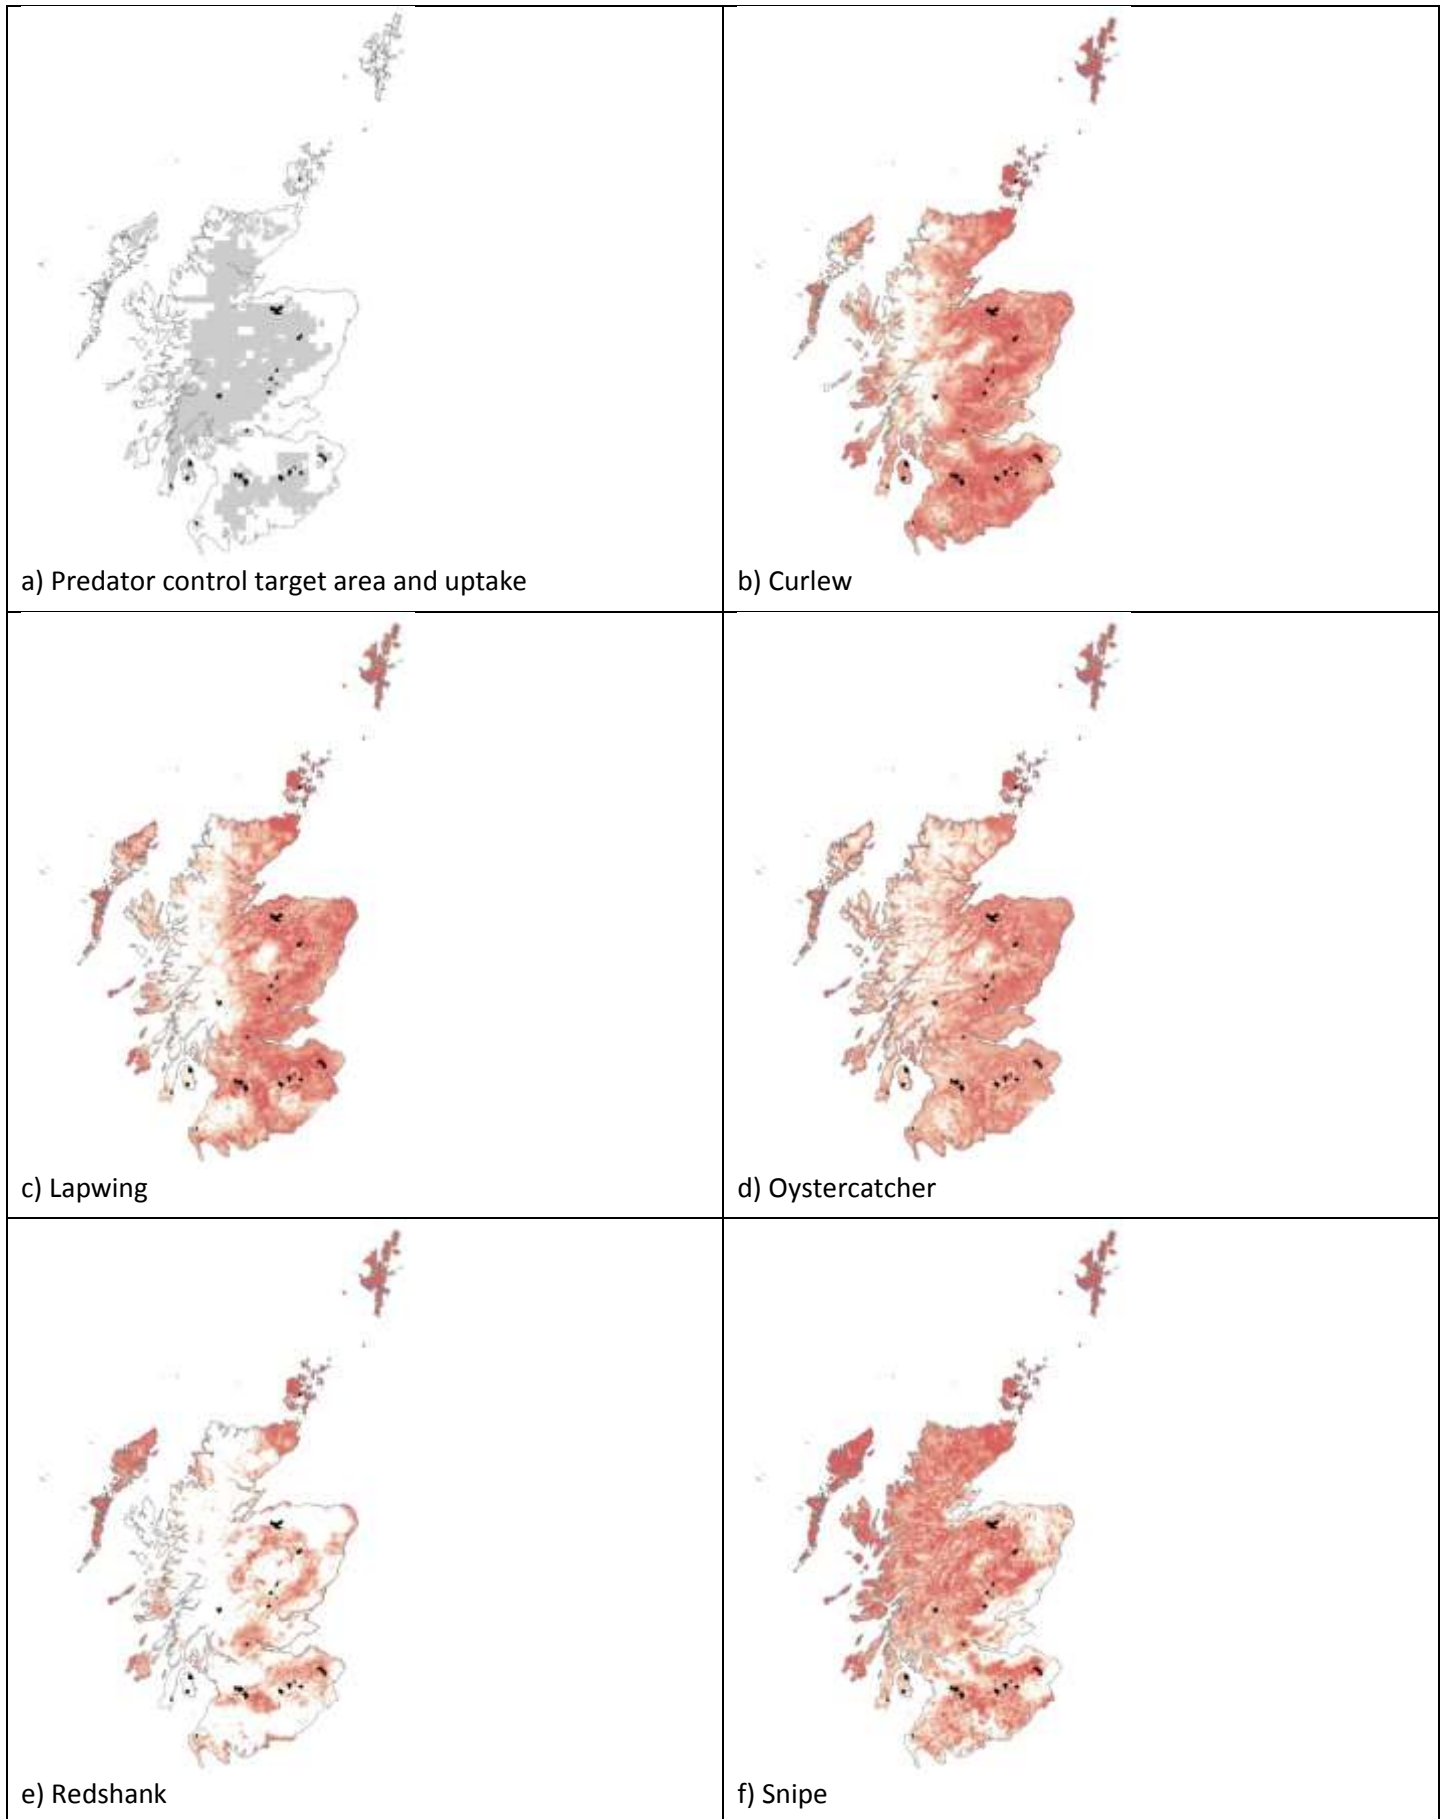 a) Predator control target area and uptake
b) Curlew
c) Lapwing
d) Oystercatcher
e) Redshank
f) Snipe